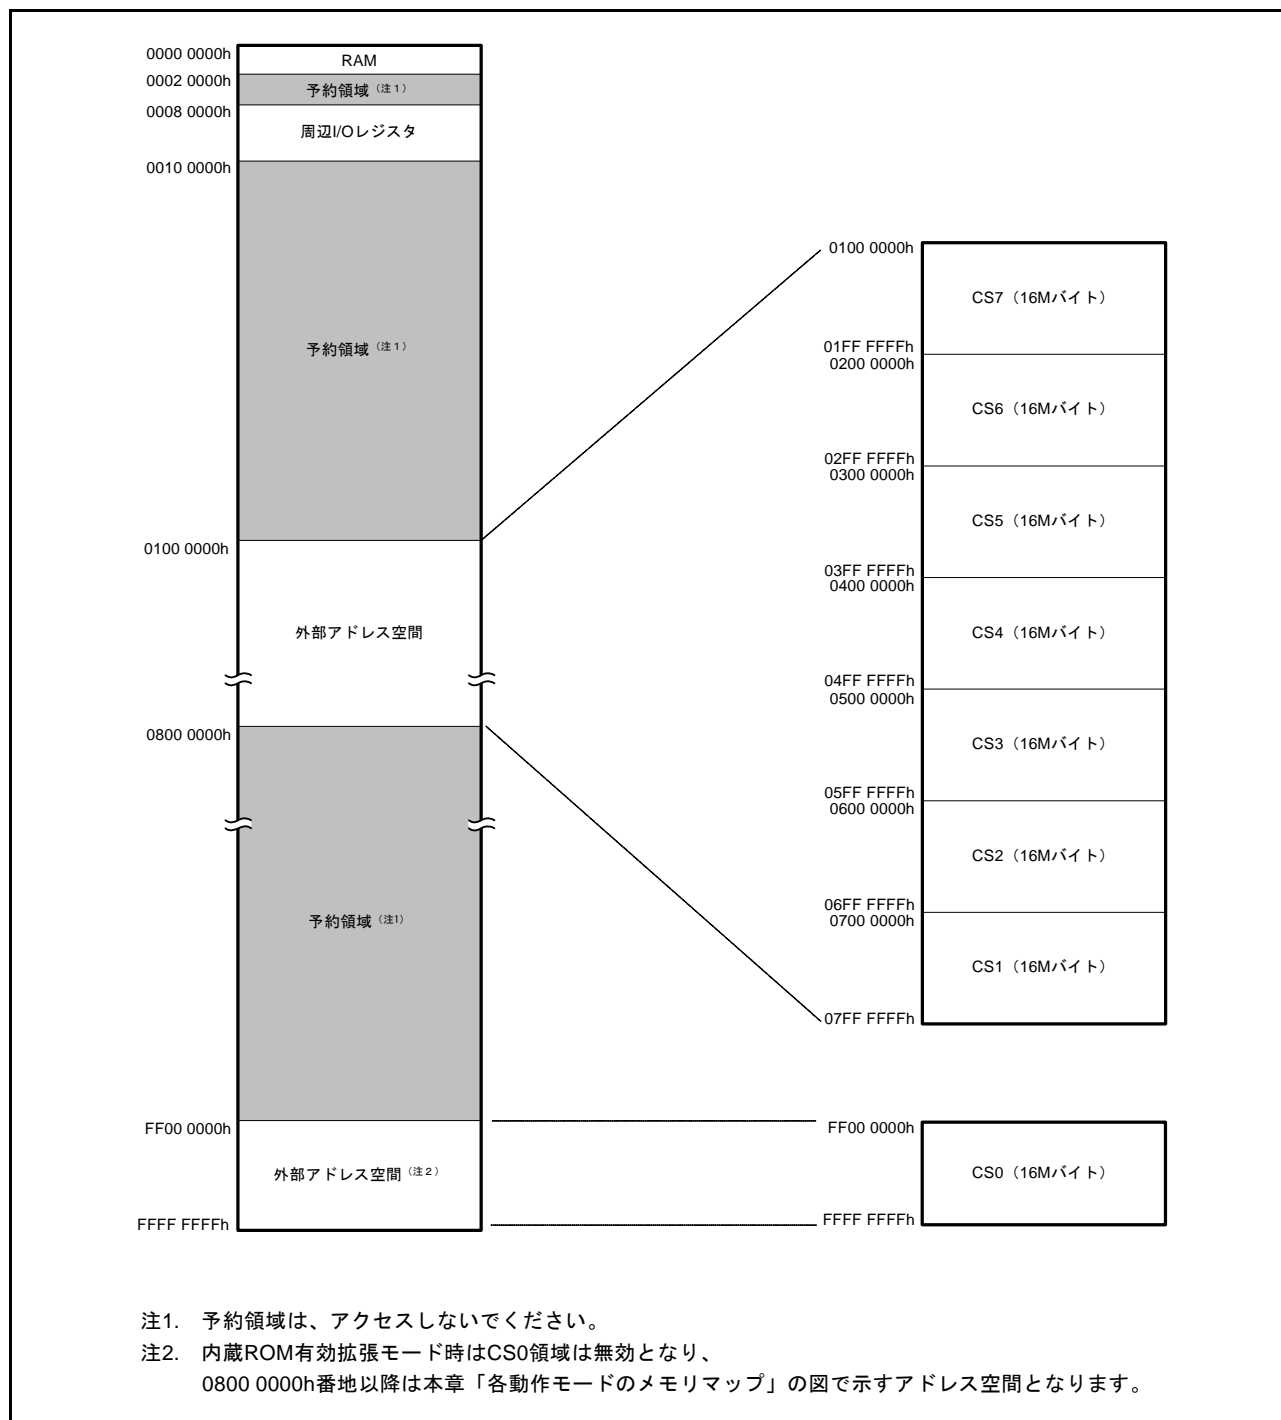 0000 0000h
RAM
0002 0000h
予約領域（注１）
0008 0000h
周辺I/Oレジスタ
0010 0000h
予約領域（注１）
0100 0000h
外部アドレス空間
0800 0000h
予約領域（注1）
FF00 0000h
外部アドレス空間（注２）
FFFF FFFFh
0100 0000h
CS7（16Mバイト）
01FF FFFFh
0200 0000h
CS6（16Mバイト）
02FF FFFFh
0300 0000h
CS5（16Mバイト）
03FF FFFFh
0400 0000h
CS4（16Mバイト）
04FF FFFFh
0500 0000h
CS3（16Mバイト）
05FF FFFFh
0600 0000h
CS2（16Mバイト）
06FF FFFFh
0700 0000h
CS1（16Mバイト）
07FF FFFFh
FF00 0000h
CS0（16Mバイト）
FFFF FFFFh
注1. 予約領域は、アクセスしないでください。
注2. 内蔵ROM有効拡張モード時はCS0領域は無効となり、
0800 0000h番地以降は本章「各動作モードのメモリマップ」の図で示すアドレス空間となります。